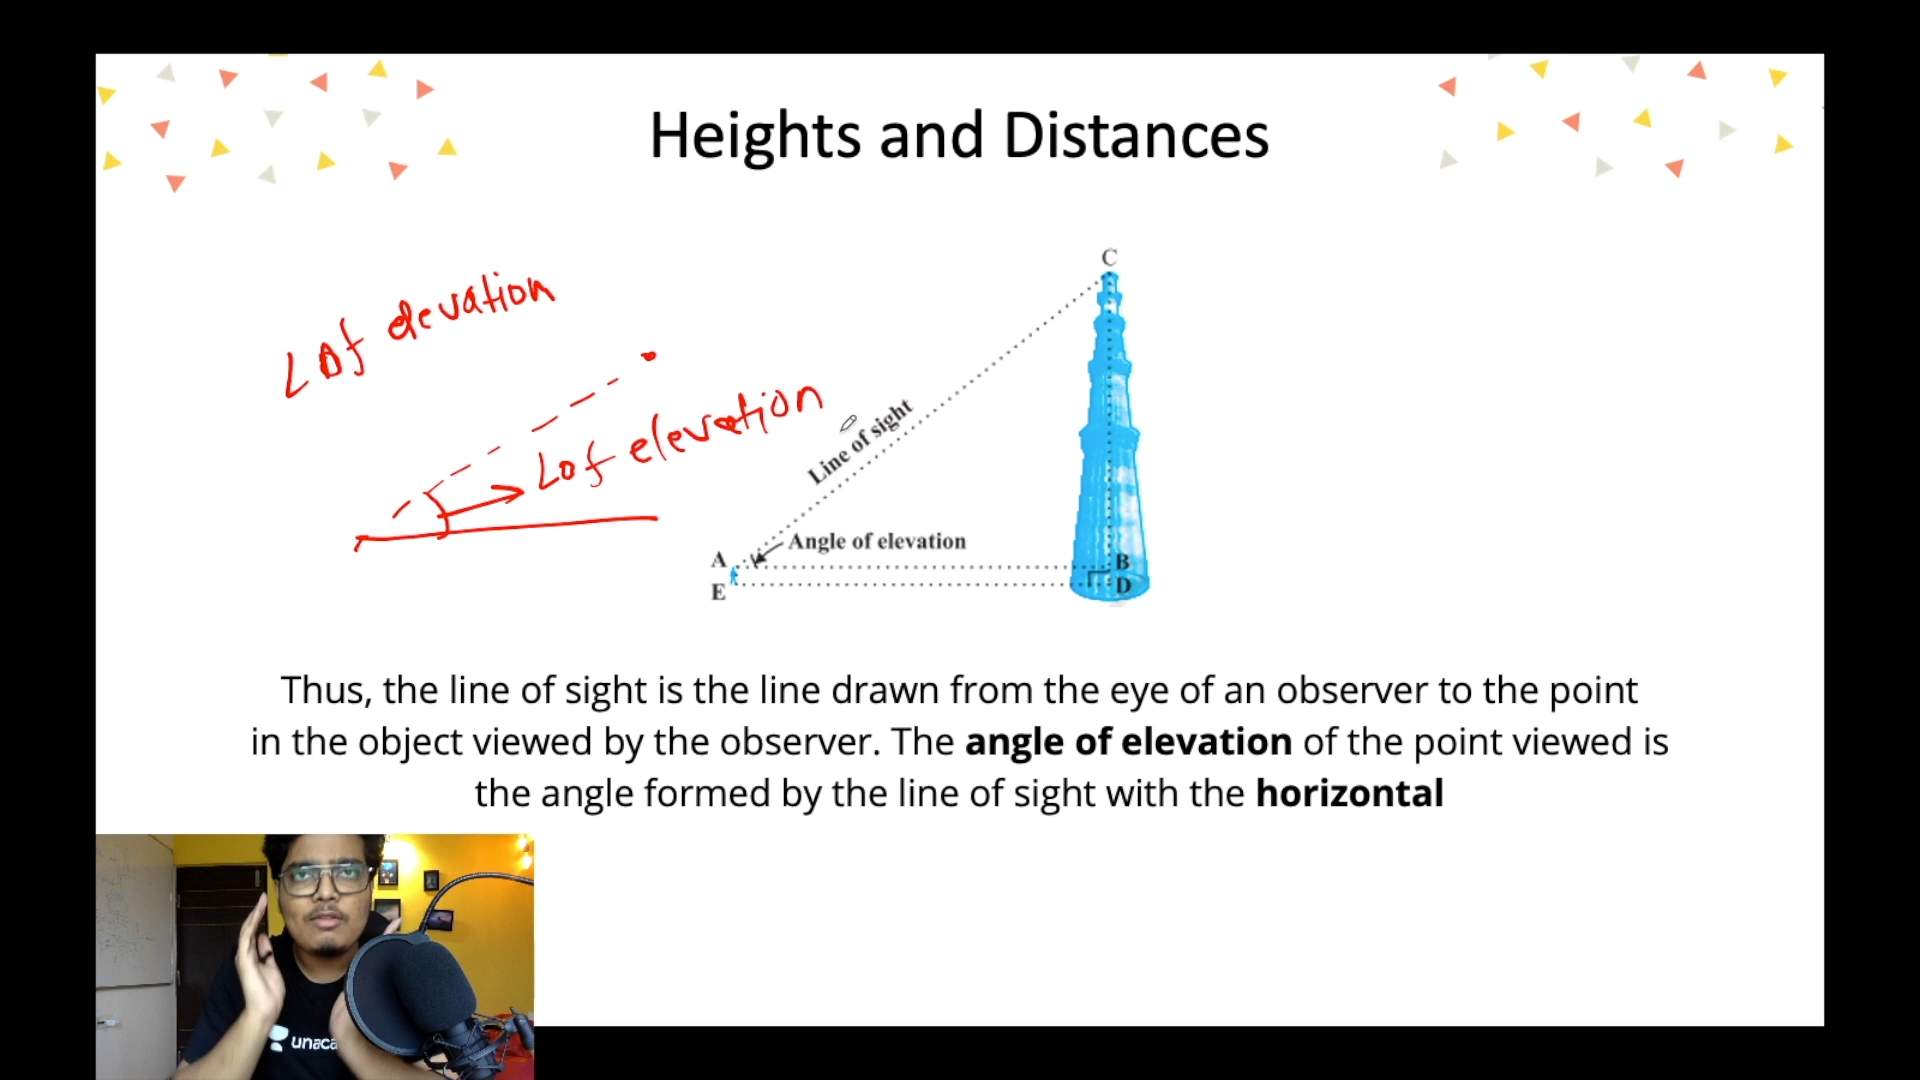 Heights and Distances
C
∠ of elevation
∠ of elevation
Line of sight
Angle of elevation
A
B
E
D
Thus, the line of sight is the line drawn from the eye of an observer to the point
in the object viewed by the observer. The angle of elevation of the point viewed is
the angle formed by the line of sight with the horizontal
unaca